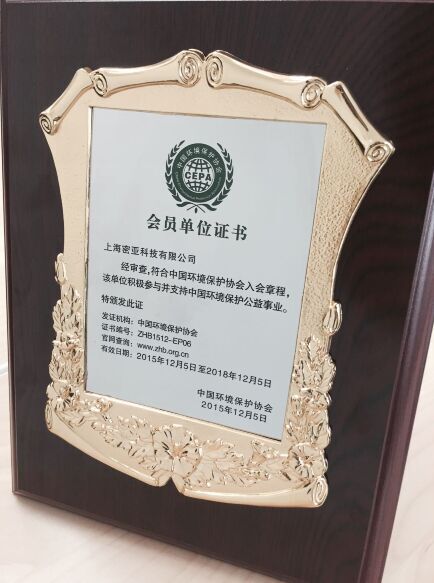 中国环境保护协会
CEPA
会员单位证书
上海密亚科技有限公司
经审查,符合中国环境保护协会入会章程,
该单位积极参与并支持中国环境保护公益事业。
特颁发此证
发证机构：中国环境保护协会
证书编号：ZHB1512-EP06
官网查询：www.zhb.org.cn
有效日期：2015年12月5日至2018年12月5日
中国环境保护协会
2015年12月5日